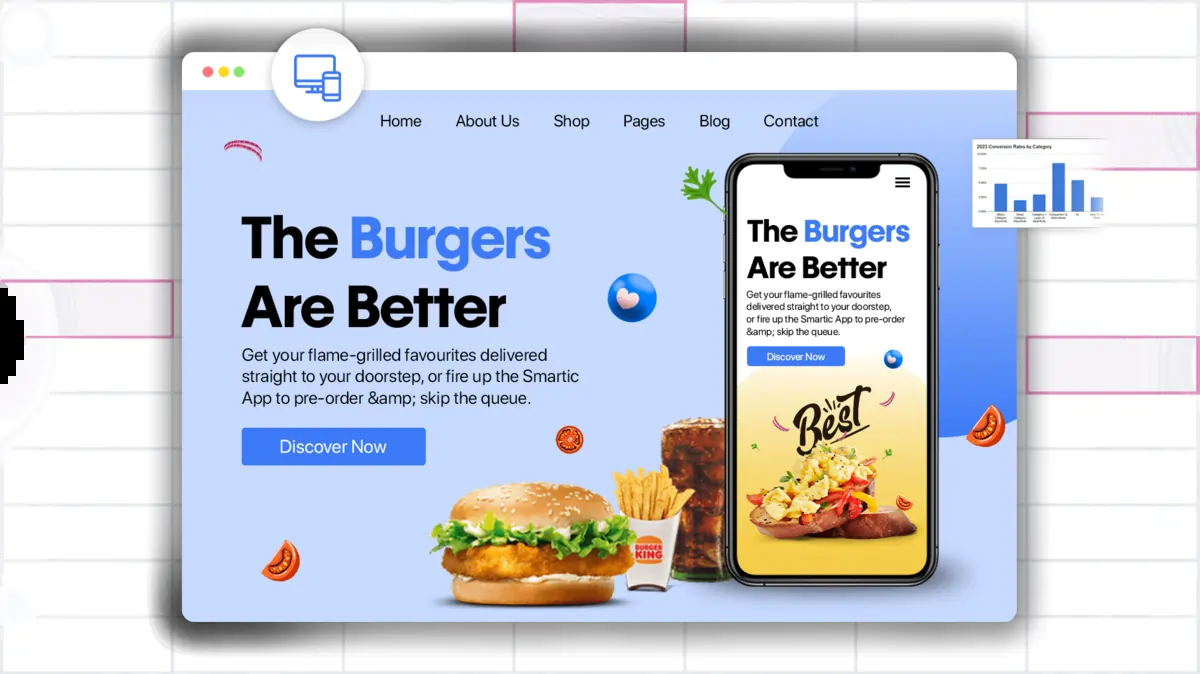 Home About Us Shop Pages Blog Contact
The Burgers
Are Better
Get your flame-grilled favourites delivered
straight to your doorstep, or fire up the Smartic
App to pre-order &amp; skip the queue.
Discover Now
BURGER
KING
The Burgers
Are Better
Get your flame-grilled favourites
delivered straight to your doorstep,
or fire up the Smartic App to pre-order
&amp; skip the queue.
Discover Now
BEST
2023 Conversion Rates by Category